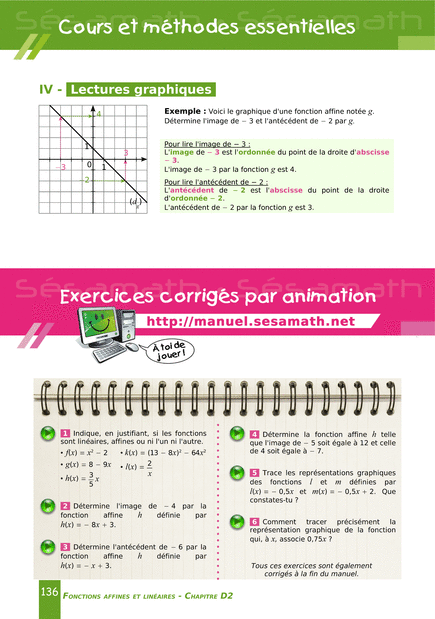 Sésamath Sésamath
Cours et méthodes essentielles
IV - Lectures graphiques
Exemple : Voici le graphique d'une fonction affine notée g.
Détermine l'image de − 3 et l'antécédent de − 2 par g.
4
1
3
−3
0
1
−2
(d g)
Pour lire l'image de − 3 :
L'image de − 3 est l'ordonnée du point de la droite d'abscisse
− 3.
L'image de − 3 par la fonction g est 4.
Pour lire l'antécédent de − 2 :
L'antécédent de − 2 est l'abscisse du point de la droite
d'ordonnée − 2.
L'antécédent de − 2 par la fonction g est 3.
Sésamath Sésamath
Exercices corrigés par animation
http://manuel.sesamath.net
À toi de
jouer !
1 Indique, en justifiant, si les fonctions
sont linéaires, affines ou ni l'un ni l'autre.
• f(x) = x² − 2 • k(x) = (13 − 8x)² − 64x²
• g(x) = 8 − 9x • l(x) = 2/x
• h(x) = 3/5 x
2 Détermine l'image de − 4 par la
fonction affine h définie par
h(x) = − 8x + 3.
3 Détermine l'antécédent de − 6 par la
fonction affine h définie par
h(x) = − x + 3.
4 Détermine la fonction affine h telle
que l'image de − 5 soit égale à 12 et celle
de 4 soit égale à − 7.
5 Trace les représentations graphiques
des fonctions l et m définies par
l(x) = − 0,5x et m(x) = − 0,5x + 2. Que
constates-tu ?
6 Comment tracer précisément la
représentation graphique de la fonction
qui, à x, associe 0,75x ?
Tous ces exercices sont également
corrigés à la fin du manuel.
136 FONCTIONS AFFINES ET LINÉAIRES - CHAPITRE D2